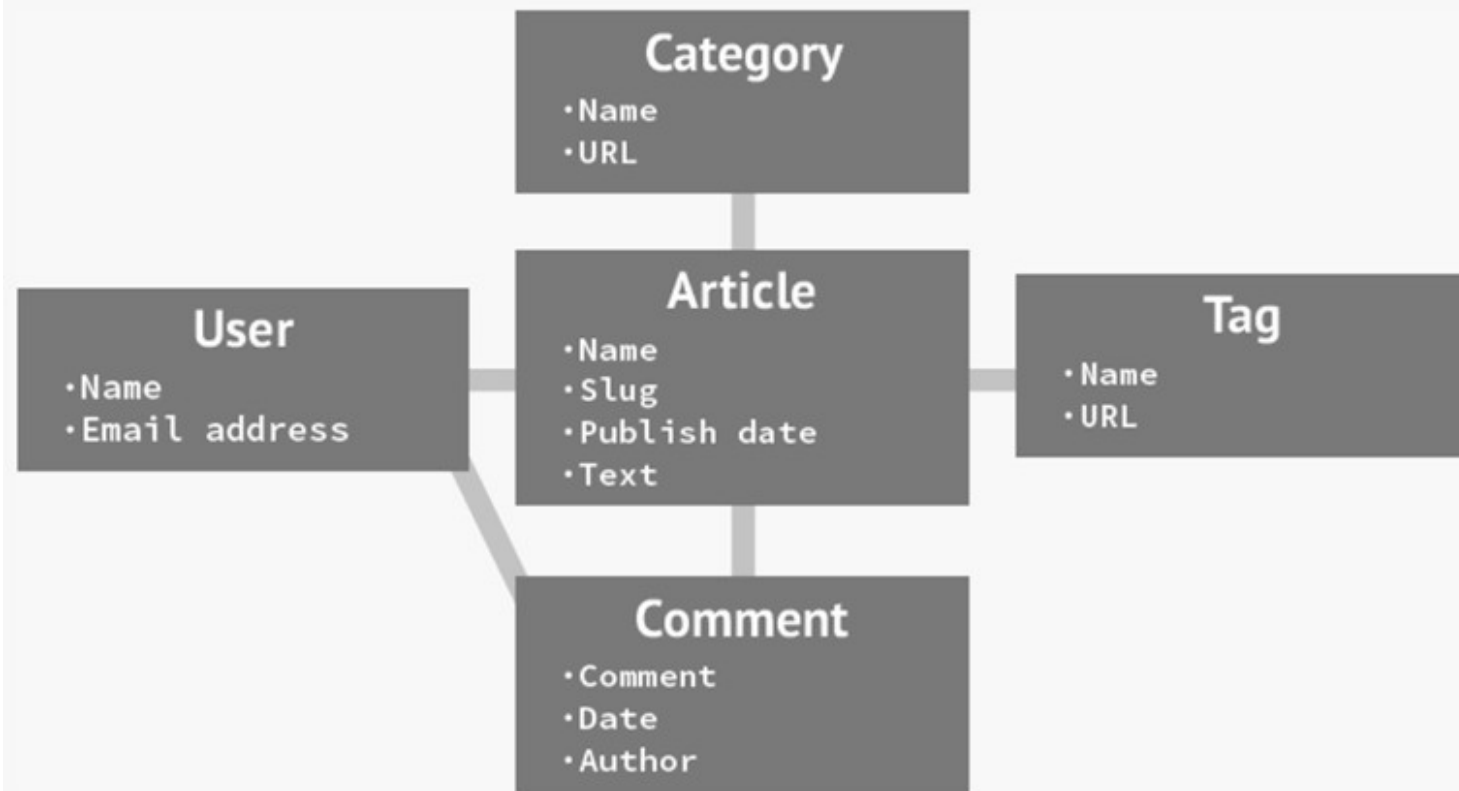 Category
·Name
·URL
Article
·Name
·Slug
·Publish date
·Text
User
·Name
·Email address
Tag
·Name
·URL
Comment
·Comment
·Date
·Author